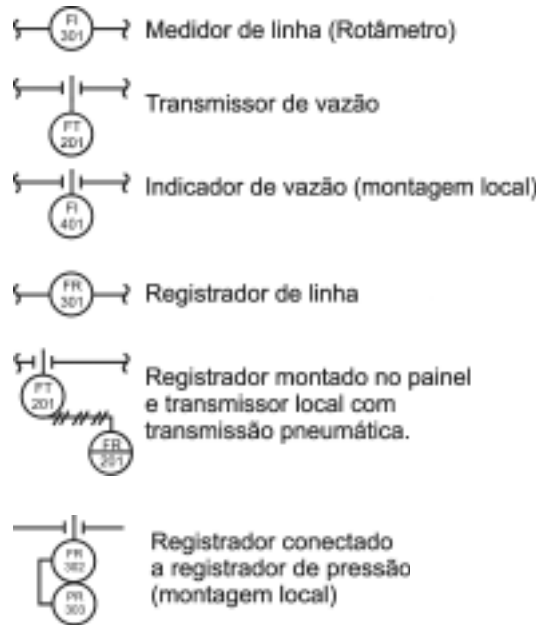 FI
301
Medidor de linha (Rotâmetro)
Transmissor de vazão
FT
201
Indicador de vazão (montagem local)
FI
401
FR
301
Registrador de linha
Registrador montado no painel
FT
201
e transmissor local com
transmissão pneumática.
FR
201
Registrador conectado
FR
302
a registrador de pressão
(montagem local)
PR
303